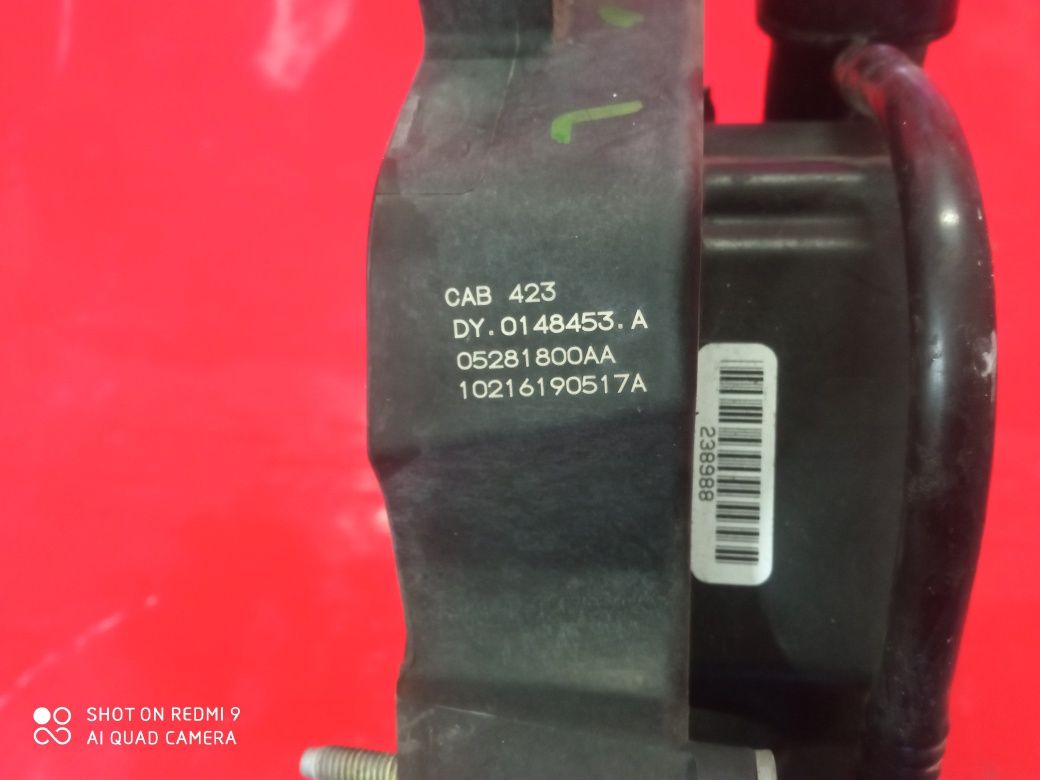 CAB 423
DY.0148453.A
05281800AA
10216190517A
238988
SHOT ON REDMI 9
AI QUAD CAMERA